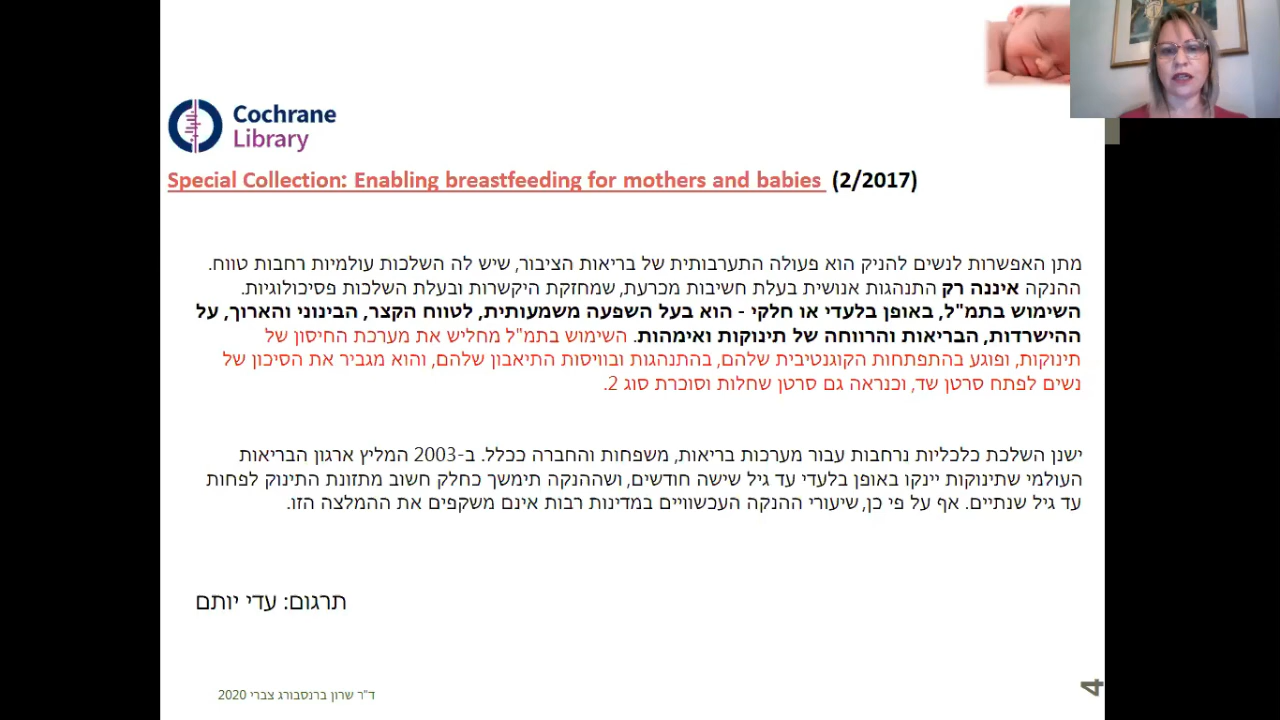 Cochrane
Library
Special Collection: Enabling breastfeeding for mothers and babies (2/2017)
מתן האפשרות לנשים להניק הוא פעולה התערבותית של בריאות הציבור, שיש לה השלכות עולמיות רחבות טווח.
ההנקה איננה רק התנהגות אנושית בעלת חשיבות מכרעת, שמחזקת היקשרות ובעלת השלכות פסיכולוגיות.
השימוש בתמ"ל, באופן בלעדי או חלקי - הוא בעל השפעה משמעותית, לטווח הקצר, הבינוני והארוך, על
ההישרדות, הבריאות והרווחה של תינוקות ואימהות. השימוש בתמ"ל מחליש את מערכת החיסון של
תינוקות, ופוגע בהתפתחות הקוגנטיבית שלהם, בהתנהגות ובוויסות התיאבון שלהם, והוא מגביר את הסיכון של
נשים לפתח סרטן שד, וכנראה גם סרטן שחלות וסוכרת סוג 2.
ישנן השלכת כלכליות נרחבות עבור מערכות בריאות, משפחות והחברה ככלל. ב-2003 המליץ ארגון הבריאות
העולמי שתינוקות יינקו באופן בלעדי עד גיל שישה חודשים, ושההנקה תימשך כחלק חשוב מתזונת התינוק לפחות
עד גיל שנתיים. אף על פי כן, שיעורי ההנקה העכשוויים במדינות רבות אינם משקפים את ההמלצה הזו.
תרגום: עדי יותם
ד"ר שרון ברנסבורג צברי 2020
4